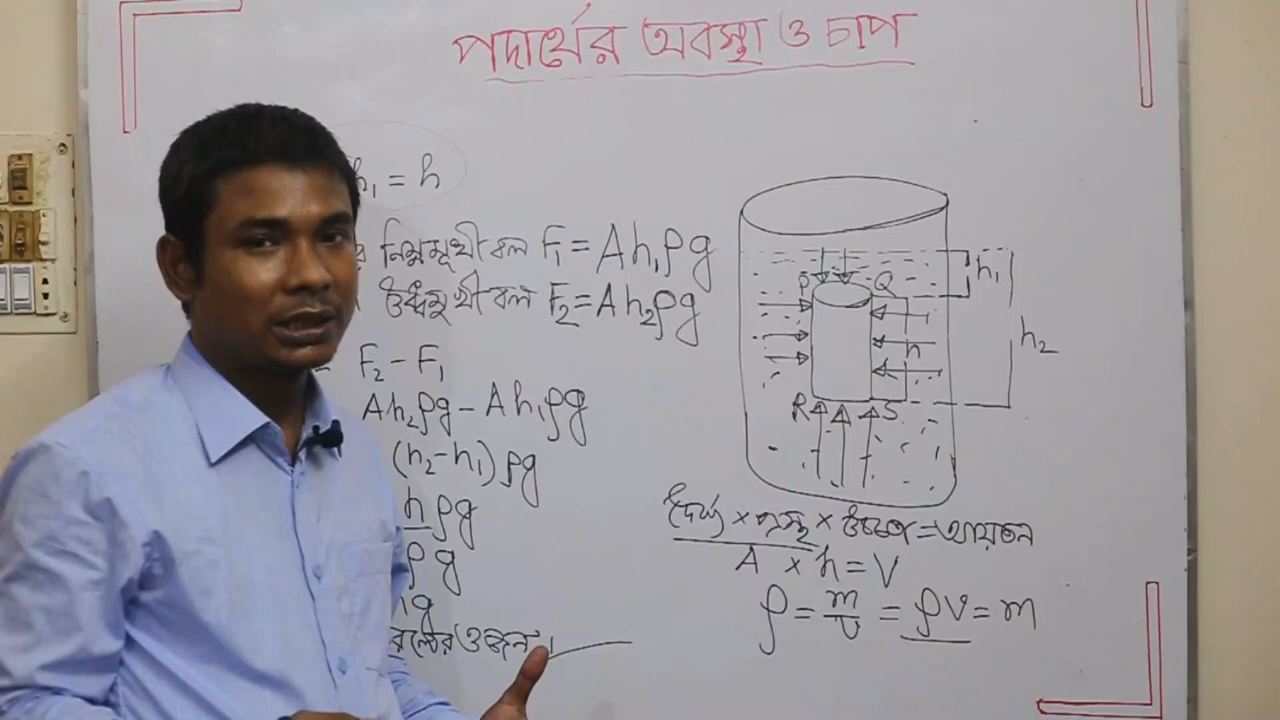 পদার্থের অবস্থা ও চাপ
h₁ = h
নিম্নমুখী বল F₁ = Ah₁ρg
ঊর্ধ্বমুখী বল F₂ = Ah₂ρg
F₂ - F₁
Ah₂ρg - Ah₁ρg
(h₂-h₁)ρg
hρg
ρg
g
ওজন।
P Q h₁
h
h₂
R S
দৈর্ঘ্য × প্রস্থ × উচ্চতা = আয়তন
A × h = V
ρ = m/v = ρV = m